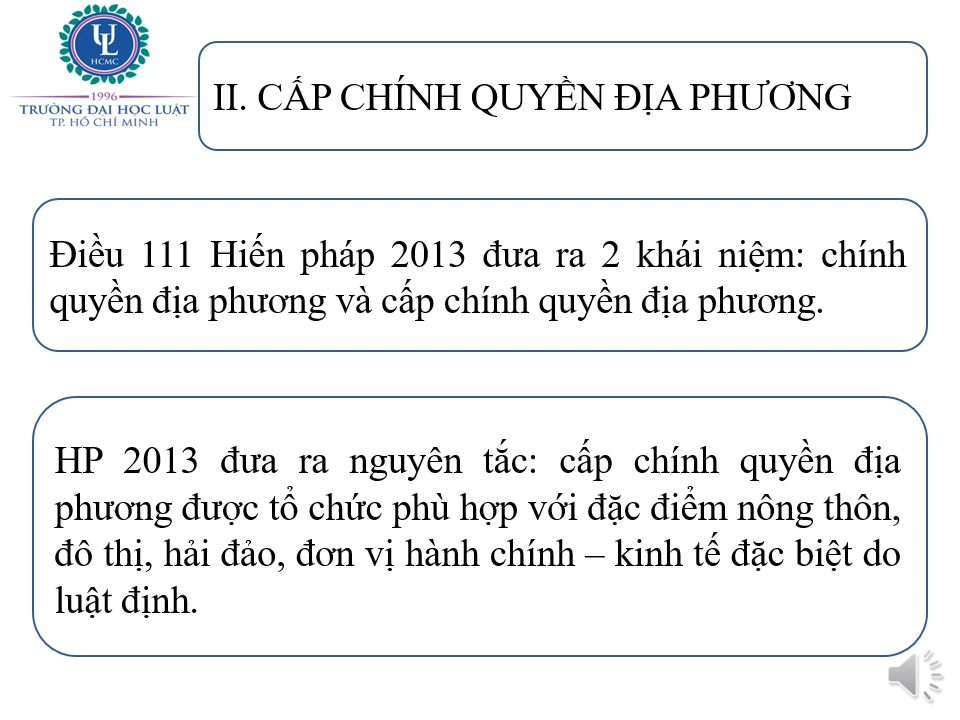 UL
HCMC
1996
TRƯỜNG ĐẠI HỌC LUẬT
TP. HỒ CHÍ MINH
II. CẤP CHÍNH QUYỀN ĐỊA PHƯƠNG
Điều 111 Hiến pháp 2013 đưa ra 2 khái niệm: chính
quyền địa phương và cấp chính quyền địa phương.
HP 2013 đưa ra nguyên tắc: cấp chính quyền địa
phương được tổ chức phù hợp với đặc điểm nông thôn,
đô thị, hải đảo, đơn vị hành chính – kinh tế đặc biệt do
luật định.